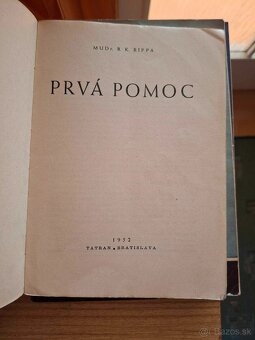 MUDr B. K. RIPPA
PRVÁ POMOC
1952
TATRAN BRATISLAVA
Bazos.sk